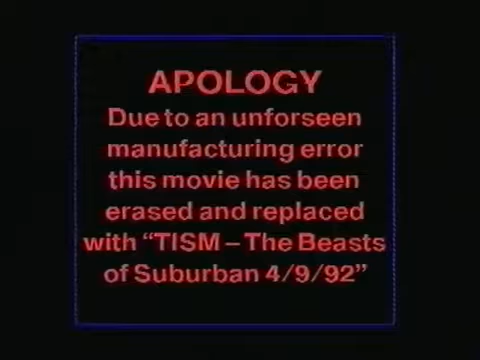 APOLOGY
Due to an unforseen
manufacturing error
this movie has been
erased and replaced
with “TISM – The Beasts
of Suburban 4/9/92”